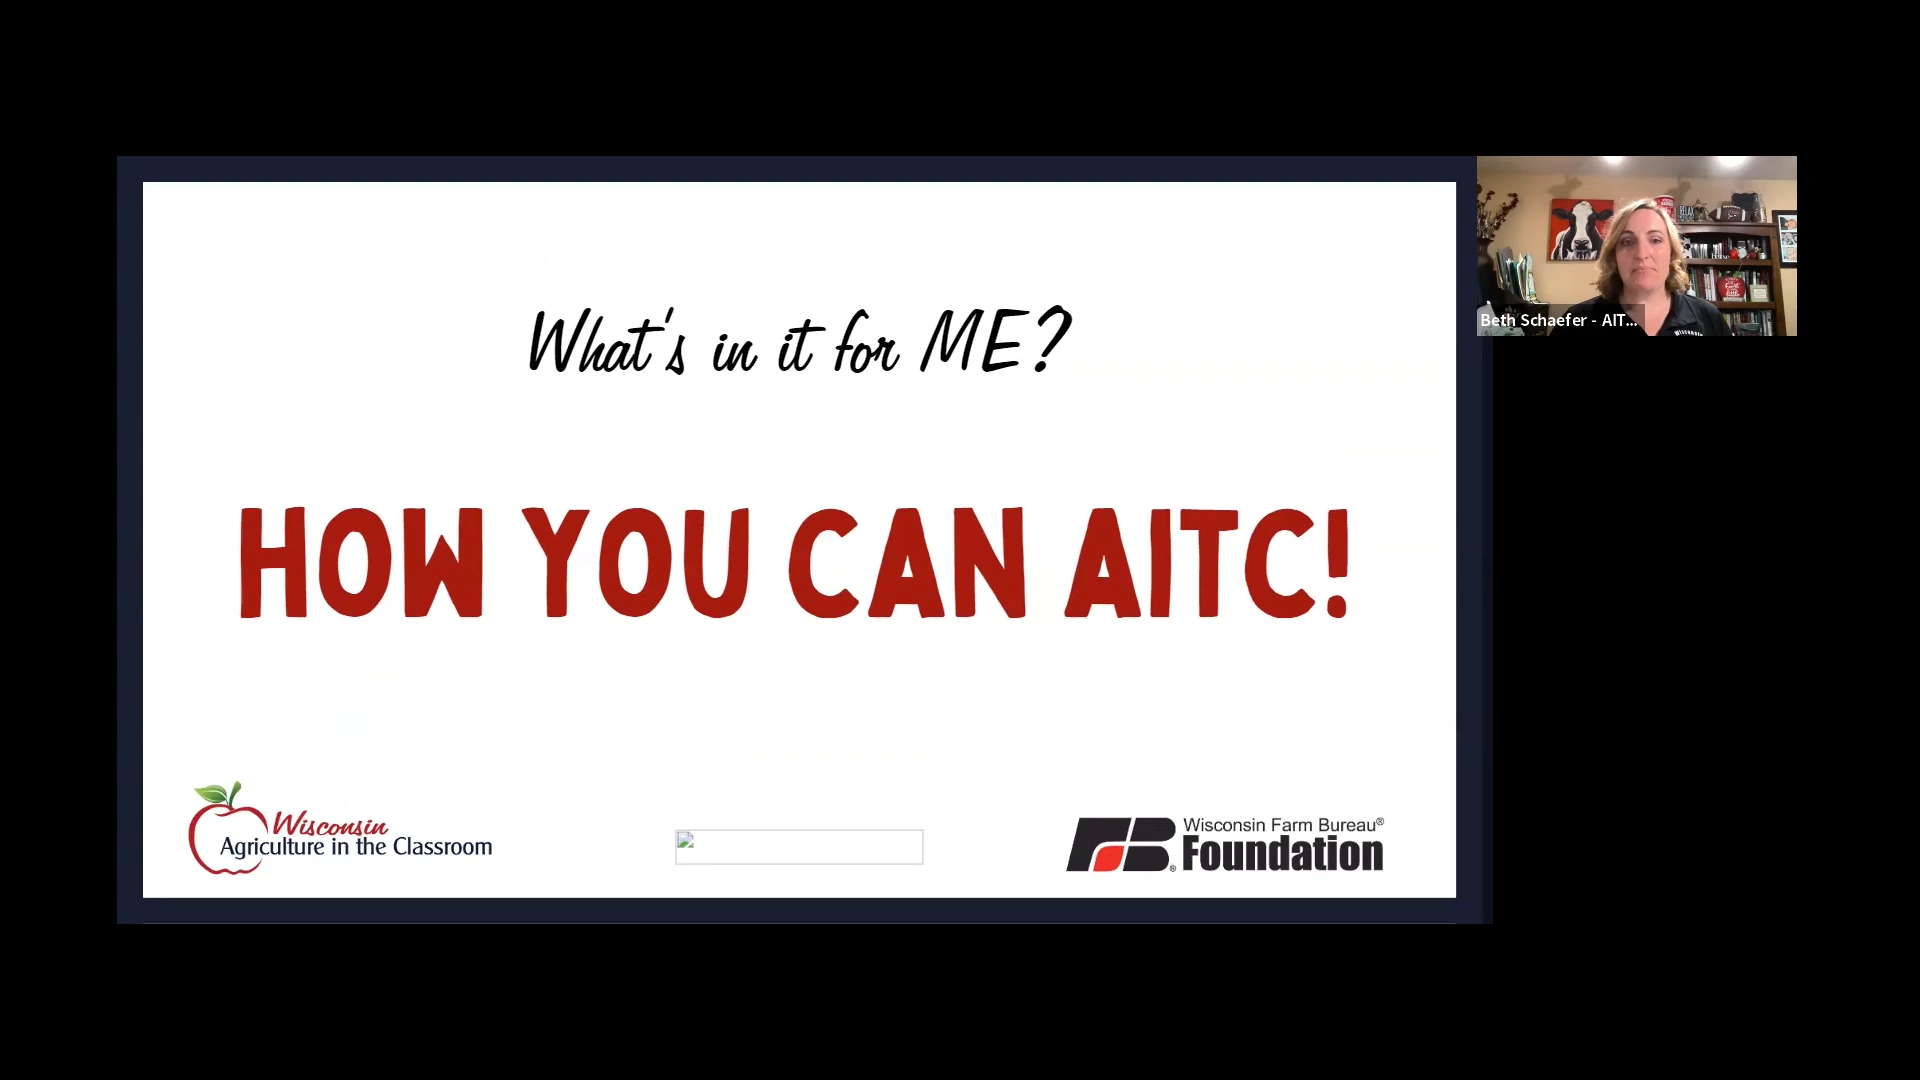 What's in it for ME?
HOW YOU CAN AITC!
Wisconsin
Agriculture in the Classroom
Wisconsin Farm Bureau®
Foundation
Beth Schaefer - AIT...